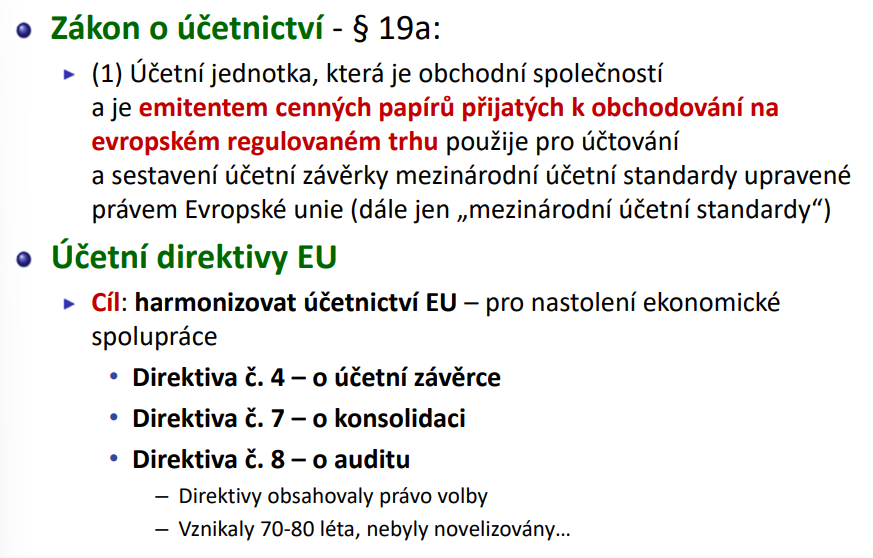 Zákon o účetnictví - § 19a:
(1) Účetní jednotka, která je obchodní společností
a je emitentem cenných papírů přijatých k obchodování na
evropském regulovaném trhu použije pro účtování
a sestavení účetní závěrky mezinárodní účetní standardy upravené
právem Evropské unie (dále jen „mezinárodní účetní standardy“)
Účetní direktivy EU
Cíl: harmonizovat účetnictví EU – pro nastolení ekonomické
spolupráce
• Direktiva č. 4 – o účetní závěrce
• Direktiva č. 7 – o konsolidaci
• Direktiva č. 8 – o auditu
– Direktivy obsahovaly právo volby
– Vznikaly 70-80 léta, nebyly novelizovány…